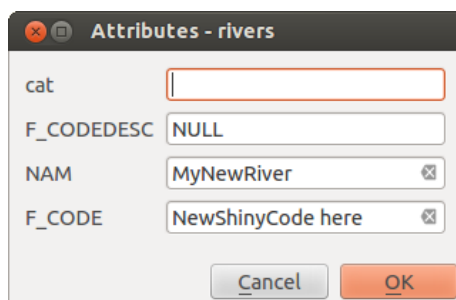 Attributes - rivers
cat
F_CODEDESC NULL
NAM MyNewRiver
F_CODE NewShinyCode here
Cancel OK